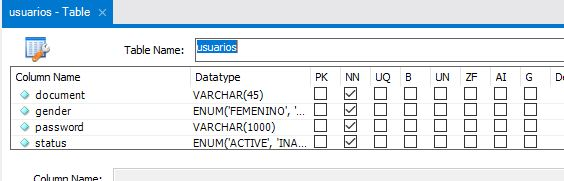 usuarios - Table ×
Table Name: usuarios
Column Name Datatype PK NN UQ B UN ZF AI G De
document VARCHAR(45)
gender ENUM('FEMENINO', '...
password VARCHAR(1000)
status ENUM('ACTIVE', 'INA...
Column Name: